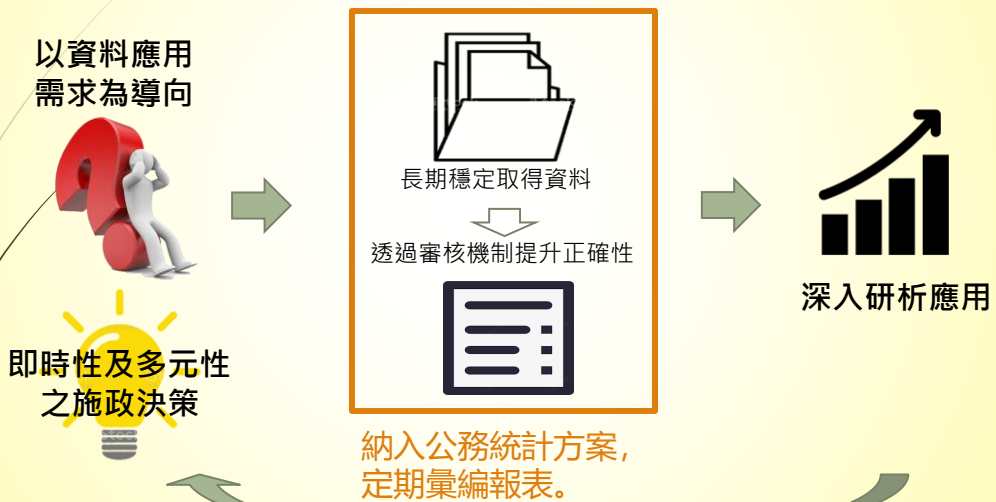 以資料應用
需求為導向
即時性及多元性
之施政決策
長期穩定取得資料
透過審核機制提升正確性
納入公務統計方案,
定期彙編報表。
深入研析應用